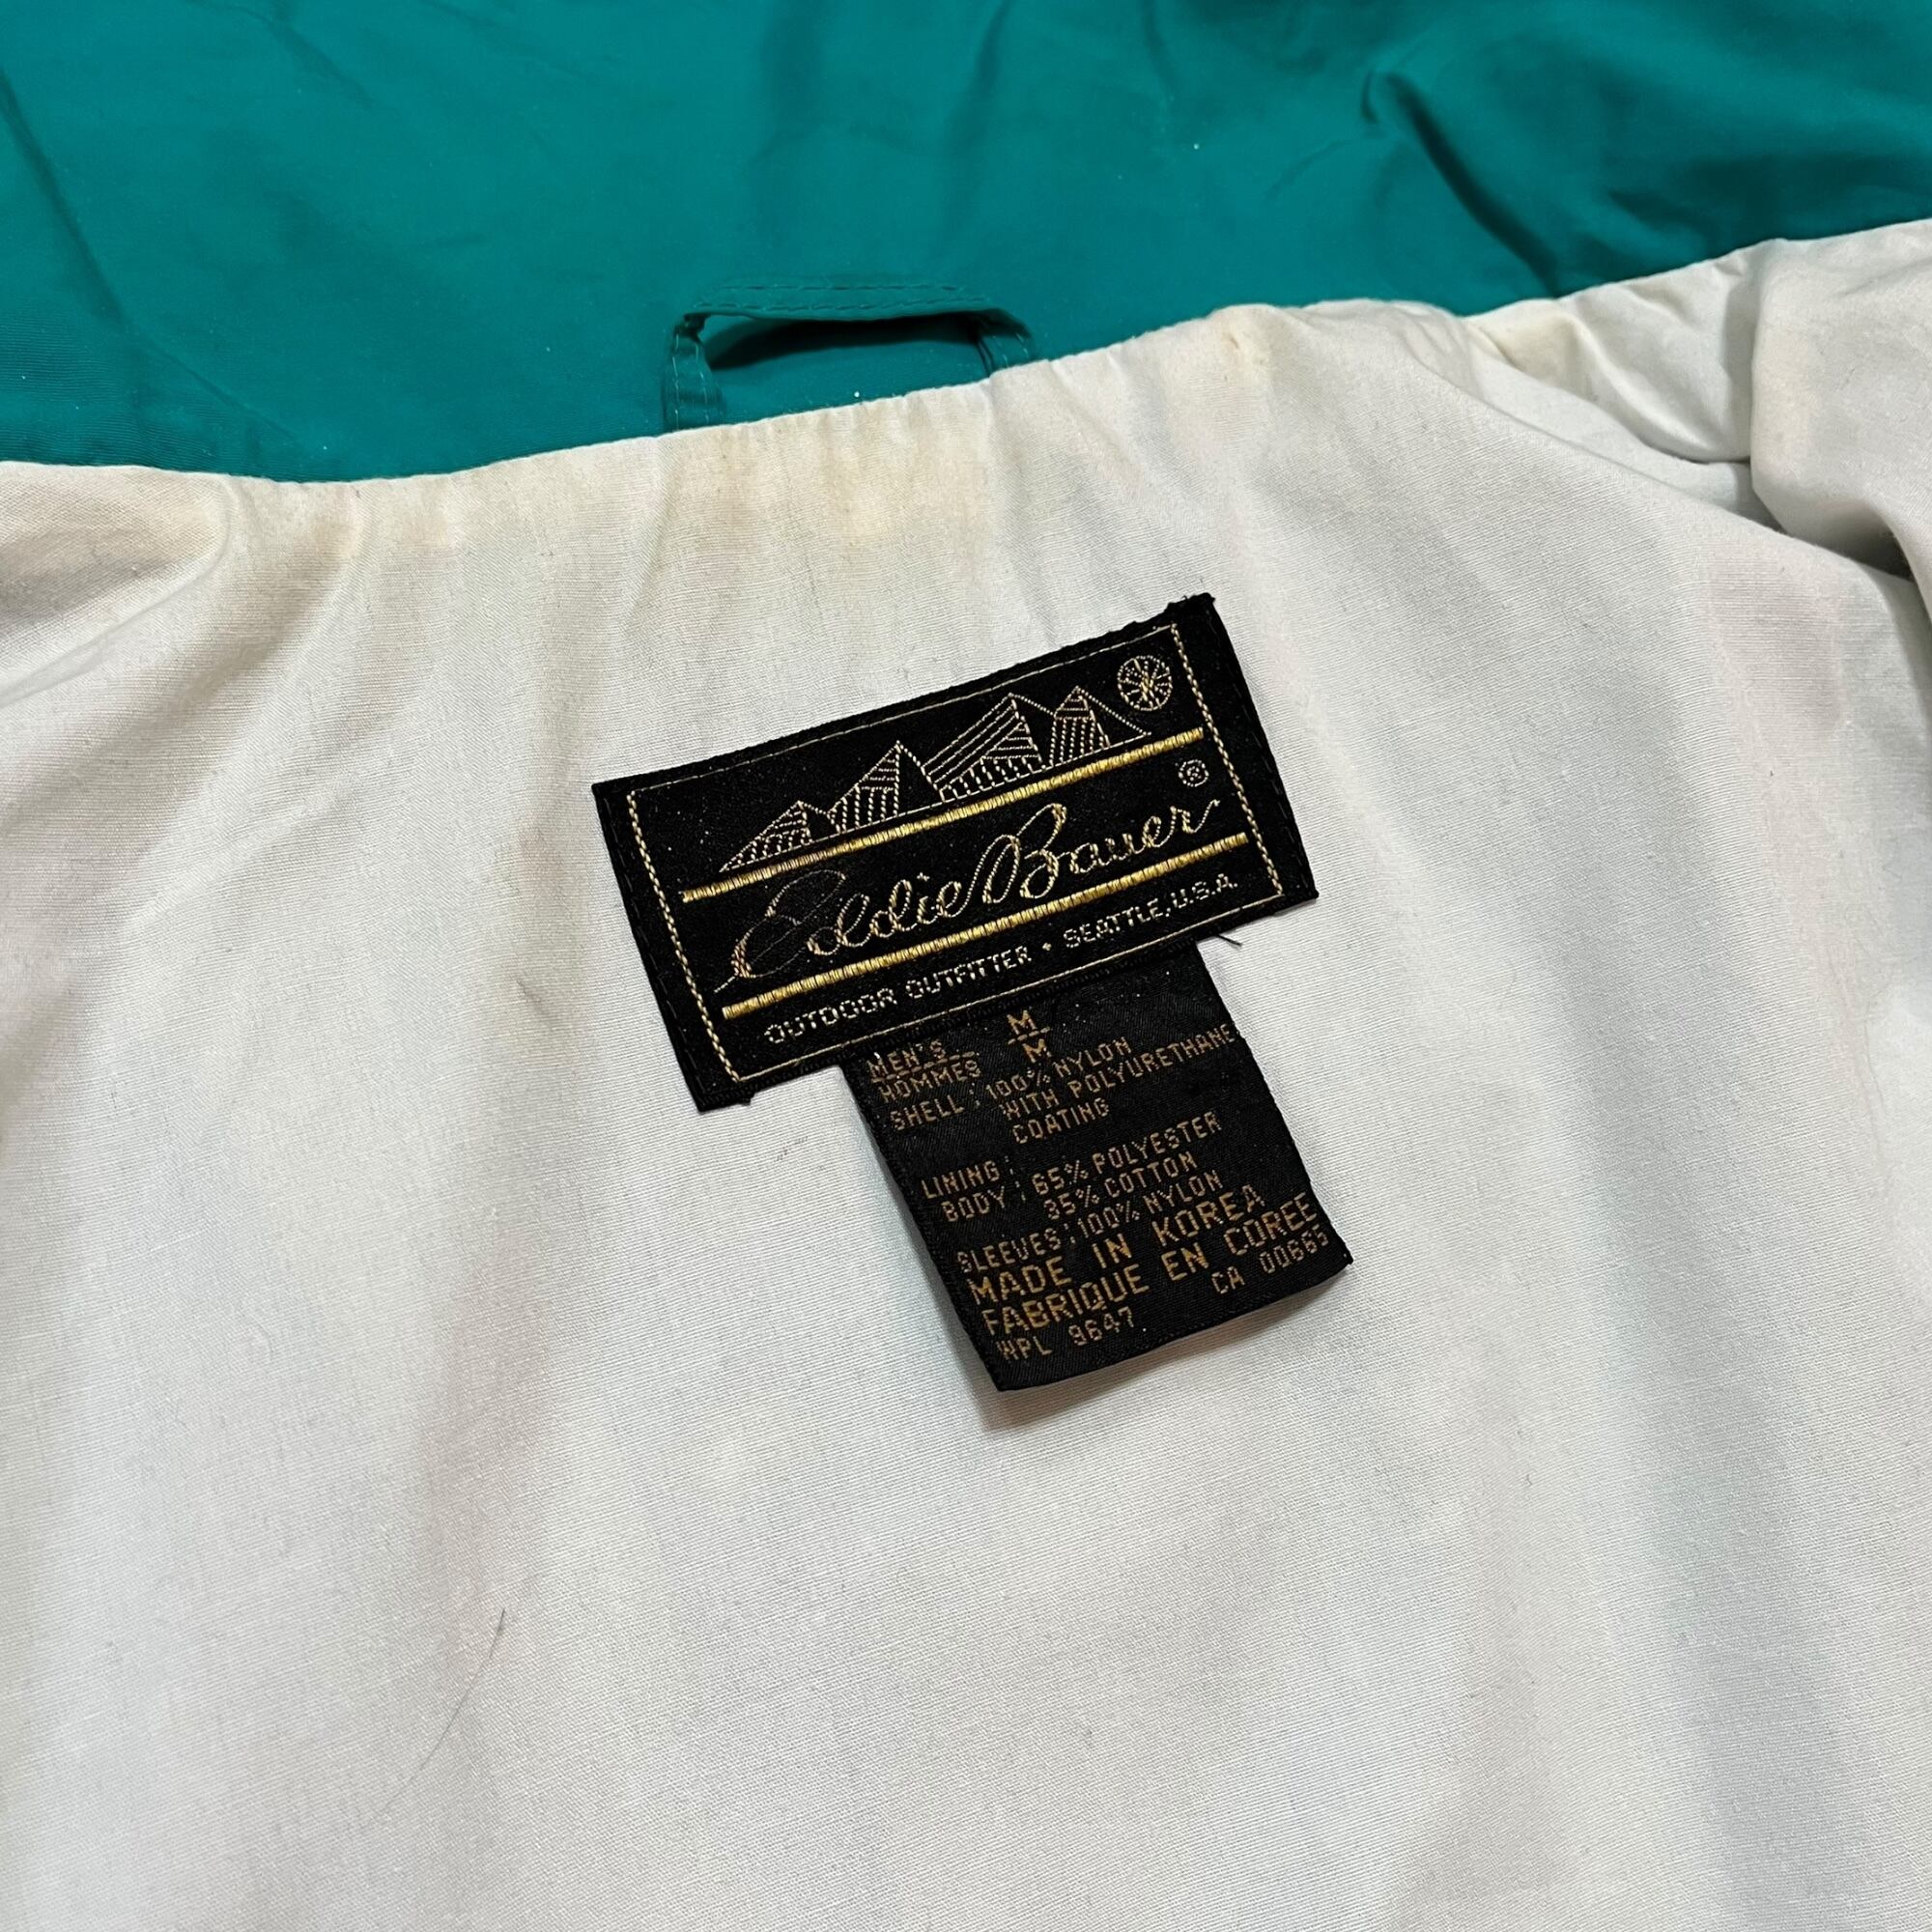 Eddie Bauer ®
OUTDOOR OUTFITTER • SEATTLE, U.S.A.
MEN'S M
HOMMES M
SHELL : 100% NYLON
WITH POLYURETHANE
COATING
LINING :
BODY : 65% POLYESTER
35% COTTON
SLEEVES : 100% NYLON
MADE IN KOREA
FABRIQUE EN COREE
WPL 9647 CA 00665